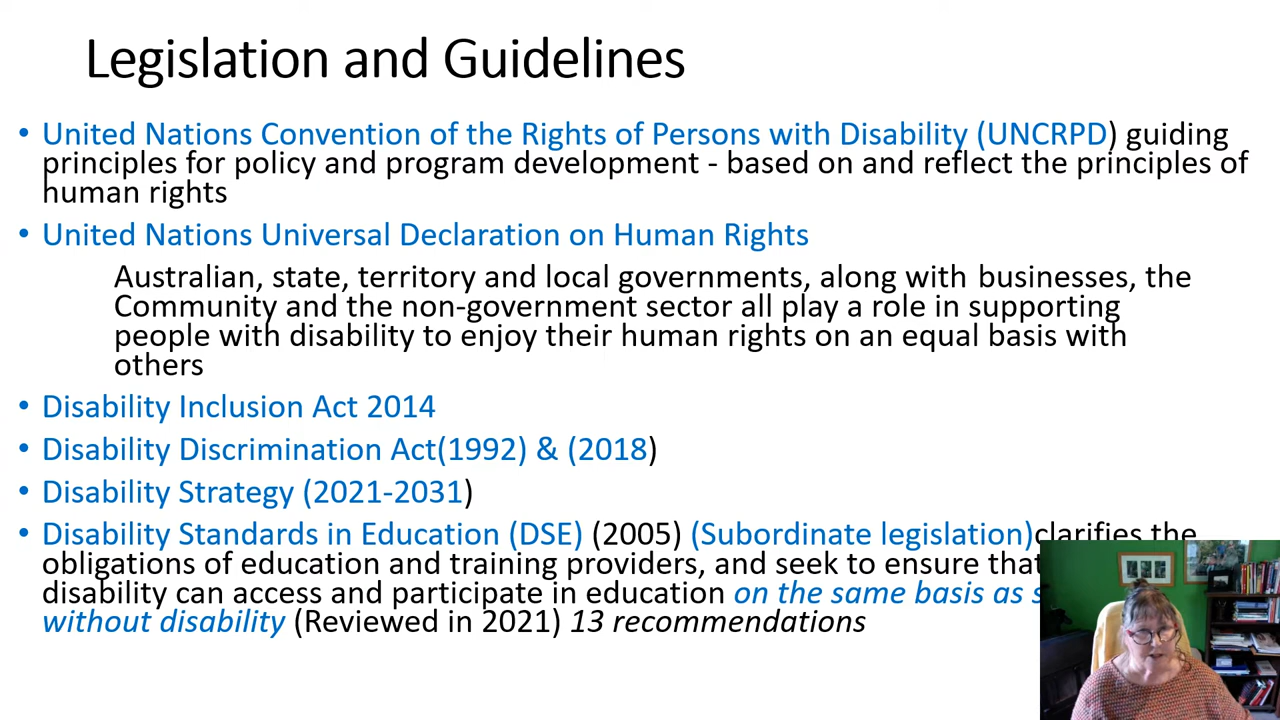 Legislation and Guidelines
• United Nations Convention of the Rights of Persons with Disability (UNCRPD) guiding
principles for policy and program development - based on and reflect the principles of
human rights
• United Nations Universal Declaration on Human Rights
Australian, state, territory and local governments, along with businesses, the
Community and the non-government sector all play a role in supporting
people with disability to enjoy their human rights on an equal basis with
others
• Disability Inclusion Act 2014
• Disability Discrimination Act(1992) & (2018)
• Disability Strategy (2021-2031)
• Disability Standards in Education (DSE) (2005) (Subordinate legislation)clarifies the
obligations of education and training providers, and seek to ensure that
disability can access and participate in education on the same basis as
without disability (Reviewed in 2021) 13 recommendations